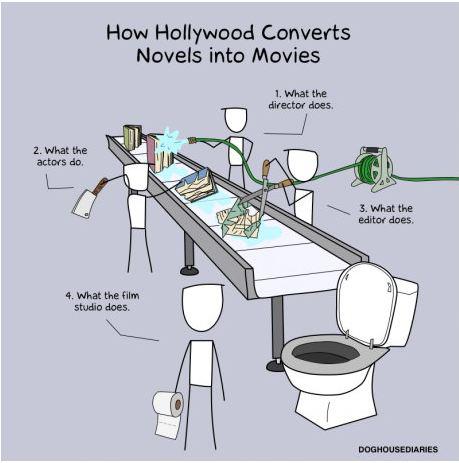 How Hollywood Converts
Novels into Movies
1. What the
director does.
2. What the
actors do.
3. What the
editor does.
4. What the film
studio does.
DOGHOUSEDIARIES